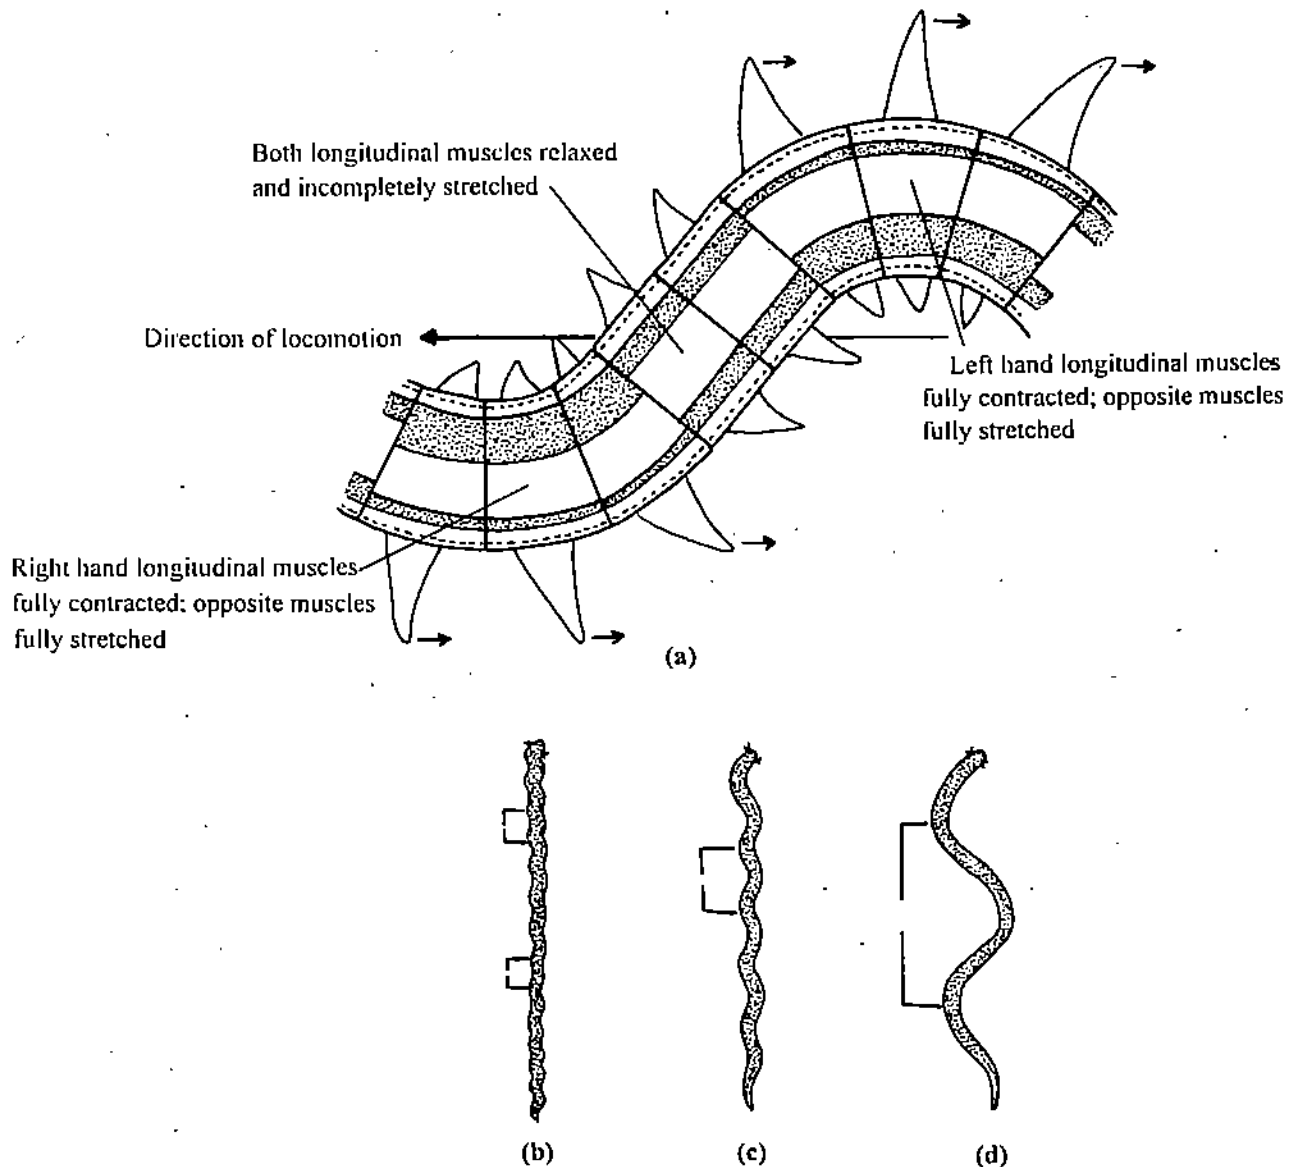 Both longitudinal muscles relaxed
and incompletely stretched
Direction of locomotion
Left hand longitudinal muscles
fully contracted; opposite muscles
fully stretched
Right hand longitudinal muscles
fully contracted; opposite muscles
fully stretched
(a)
(b)
(c)
(d)